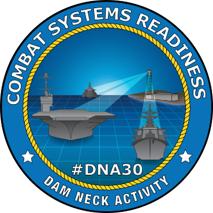 COMBAT SYSTEMS READINESS
#DNA30
DAM NECK ACTIVITY